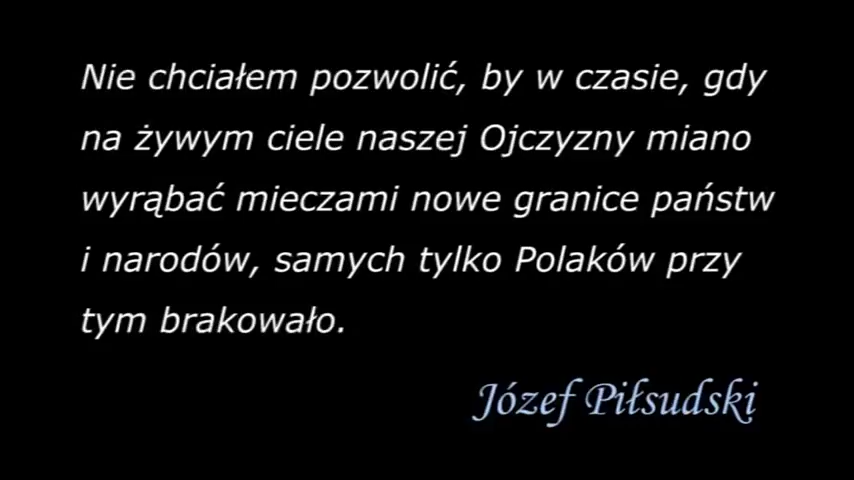 Nie chciałem pozwolić, by w czasie, gdy
na żywym ciele naszej Ojczyzny miano
wyrąbać mieczami nowe granice państw
i narodów, samych tylko Polaków przy
tym brakowało.
Józef Piłsudski